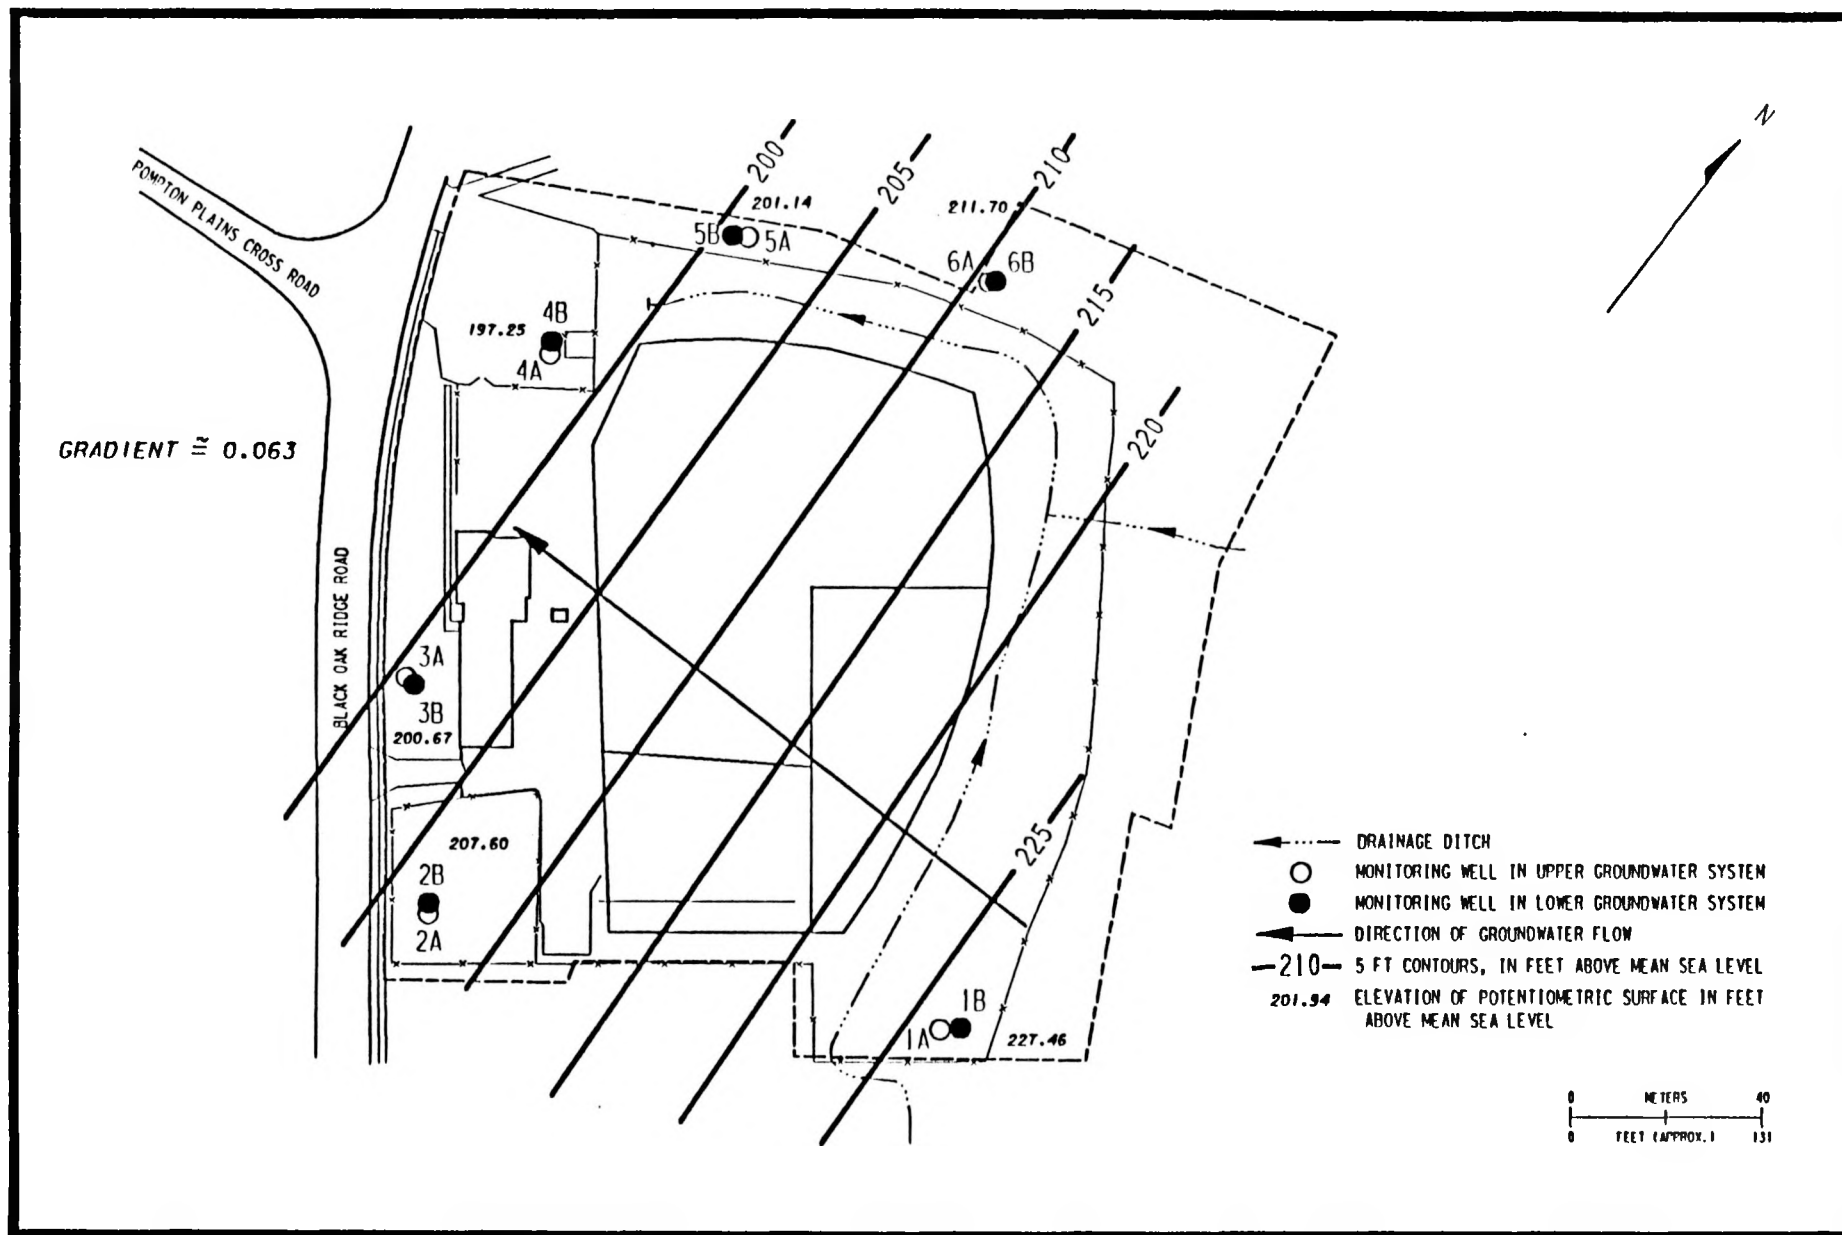 N
POMPTON PLAINS CROSS ROAD
200
205
210
201.14
211.70
5B
5A
6A
6B
215
4B
197.25
4A
220
GRADIENT ≅ 0.063
BLACK OAK RIDGE ROAD
3A
3B
200.67
207.60
2B
2A
225
1B
1A
227.46
DRAINAGE DITCH
MONITORING WELL IN UPPER GROUNDWATER SYSTEM
MONITORING WELL IN LOWER GROUNDWATER SYSTEM
DIRECTION OF GROUNDWATER FLOW
210 5 FT CONTOURS, IN FEET ABOVE MEAN SEA LEVEL
201.94 ELEVATION OF POTENTIOMETRIC SURFACE IN FEET
ABOVE MEAN SEA LEVEL
0 METERS 40
0 FEET (APPROX.) 131